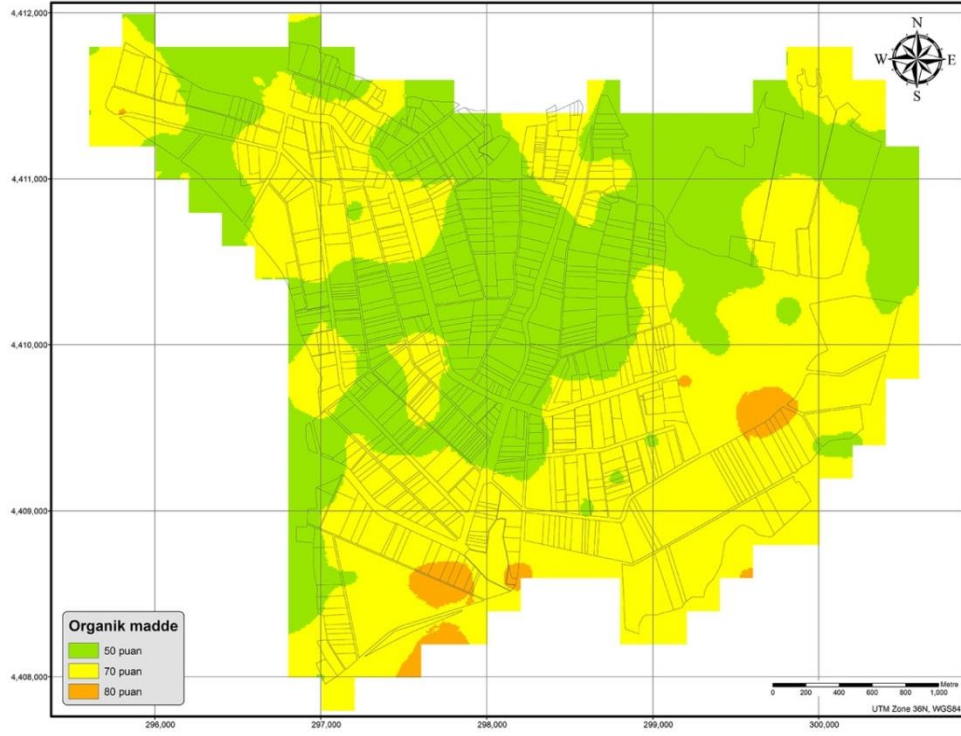 4,412,000
N
W
E
S
4,411,000
4,410,000
4,409,000
4,408,000
Organik madde
50 puan
70 puan
80 puan
Metre
0 200 400 600 800 1,000
UTM Zone 36N, WGS84
296,000 297,000 298,000 299,000 300,000